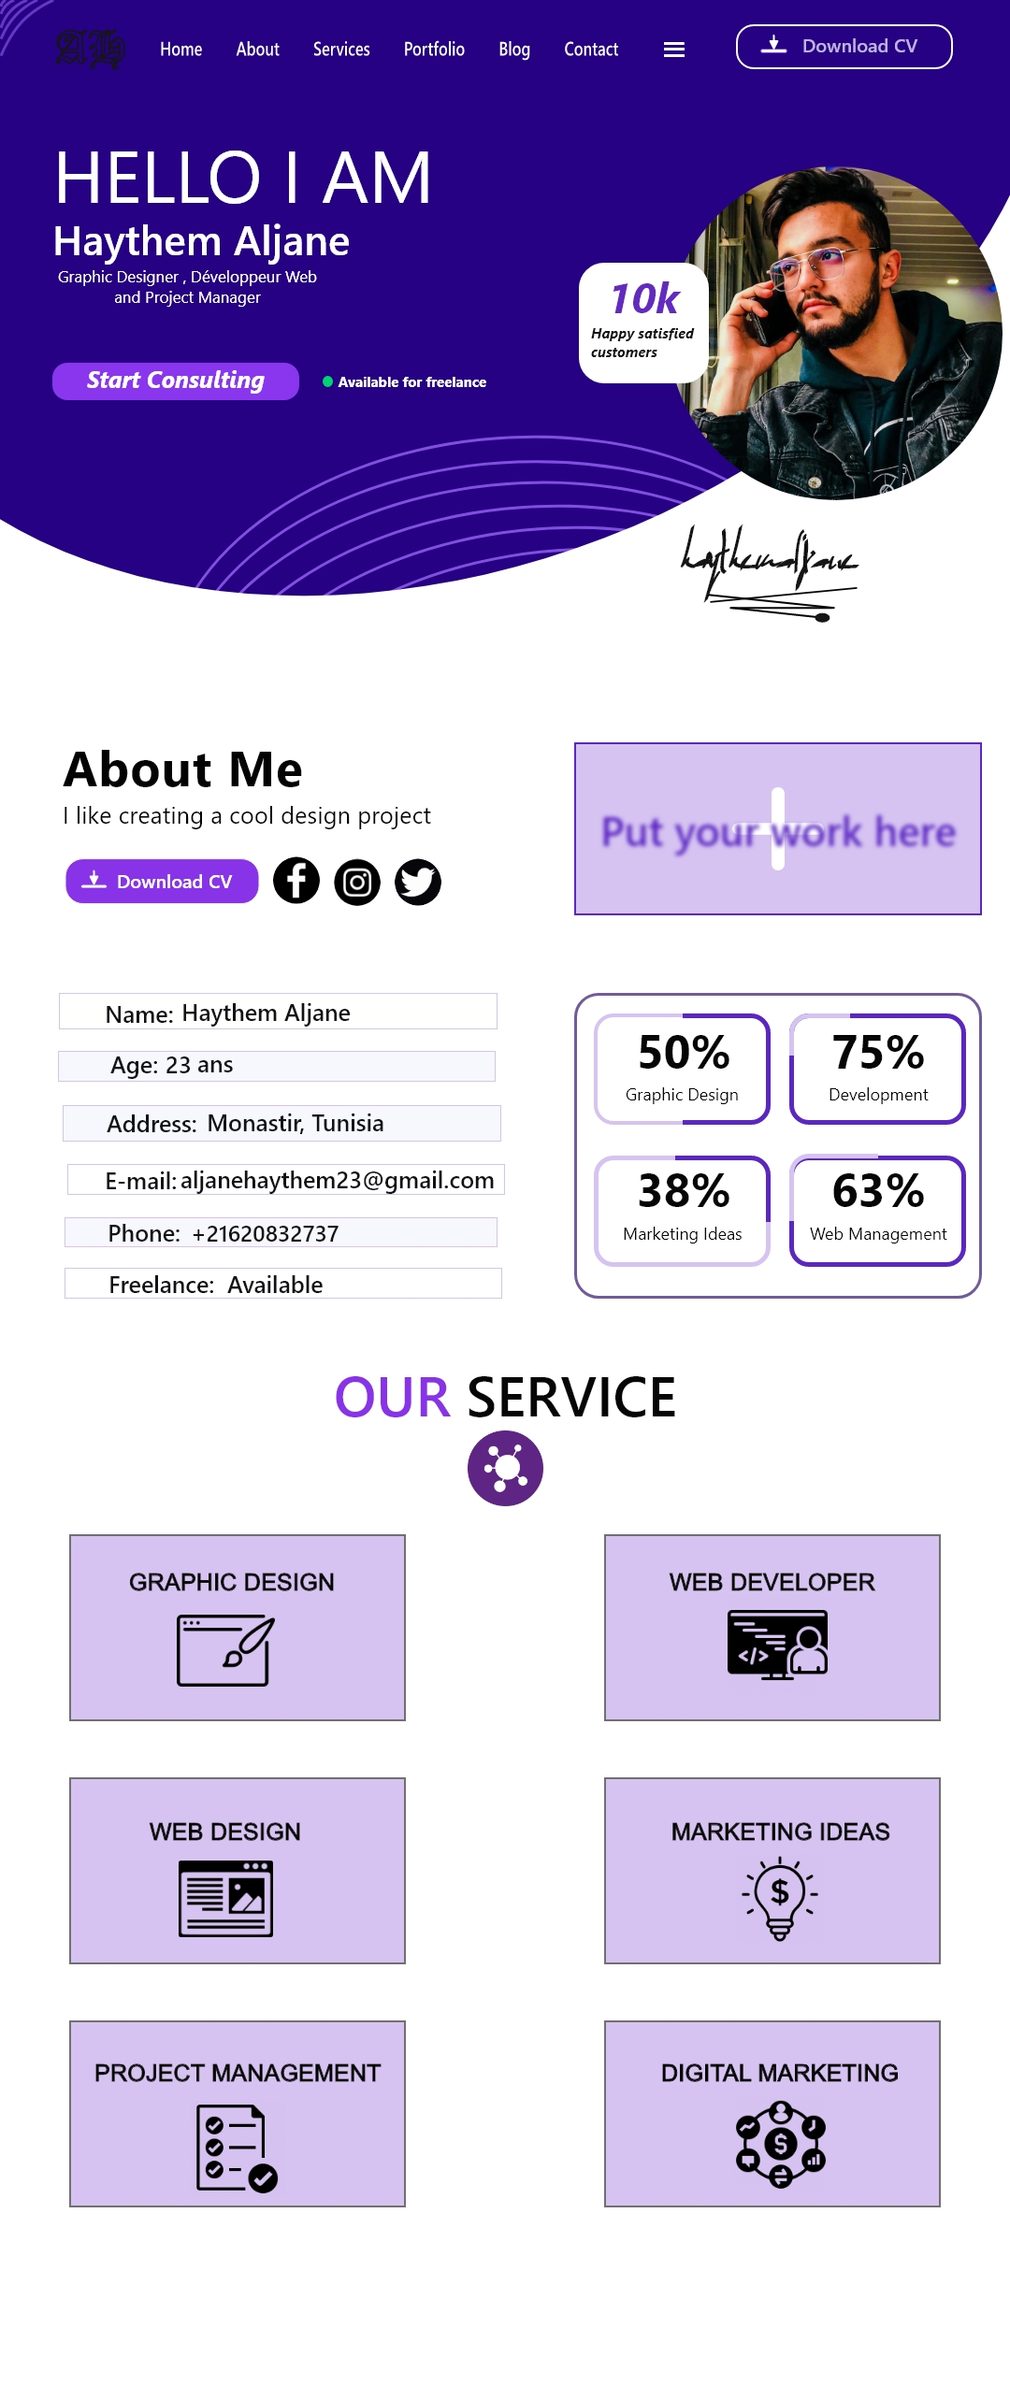 AH
Home About Services Portfolio Blog Contact Download CV
HELLO I AM
Haythem Aljane
Graphic Designer , Développeur Web
and Project Manager
10k
Happy satisfied
customers
Start Consulting
Available for freelance
haythemaljane
About Me
I like creating a cool design project
Download CV
Put your work here
Name: Haythem Aljane
Age: 23 ans
Address: Monastir, Tunisia
E-mail: aljanehaythem23@gmail.com
Phone: +21620832737
Freelance: Available
50%
Graphic Design
75%
Development
38%
Marketing Ideas
63%
Web Management
OUR SERVICE
GRAPHIC DESIGN
WEB DEVELOPER
WEB DESIGN
MARKETING IDEAS
PROJECT MANAGEMENT
DIGITAL MARKETING